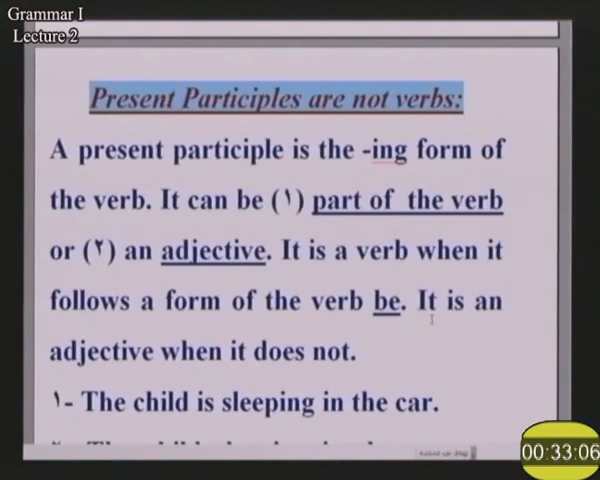 Grammar I
Lecture 2
Present Participles are not verbs:
A present participle is the -ing form of
the verb. It can be (١) part of the verb
or (٢) an adjective. It is a verb when it
follows a form of the verb be. It is an
adjective when it does not.
١- The child is sleeping in the car.
00:33:06